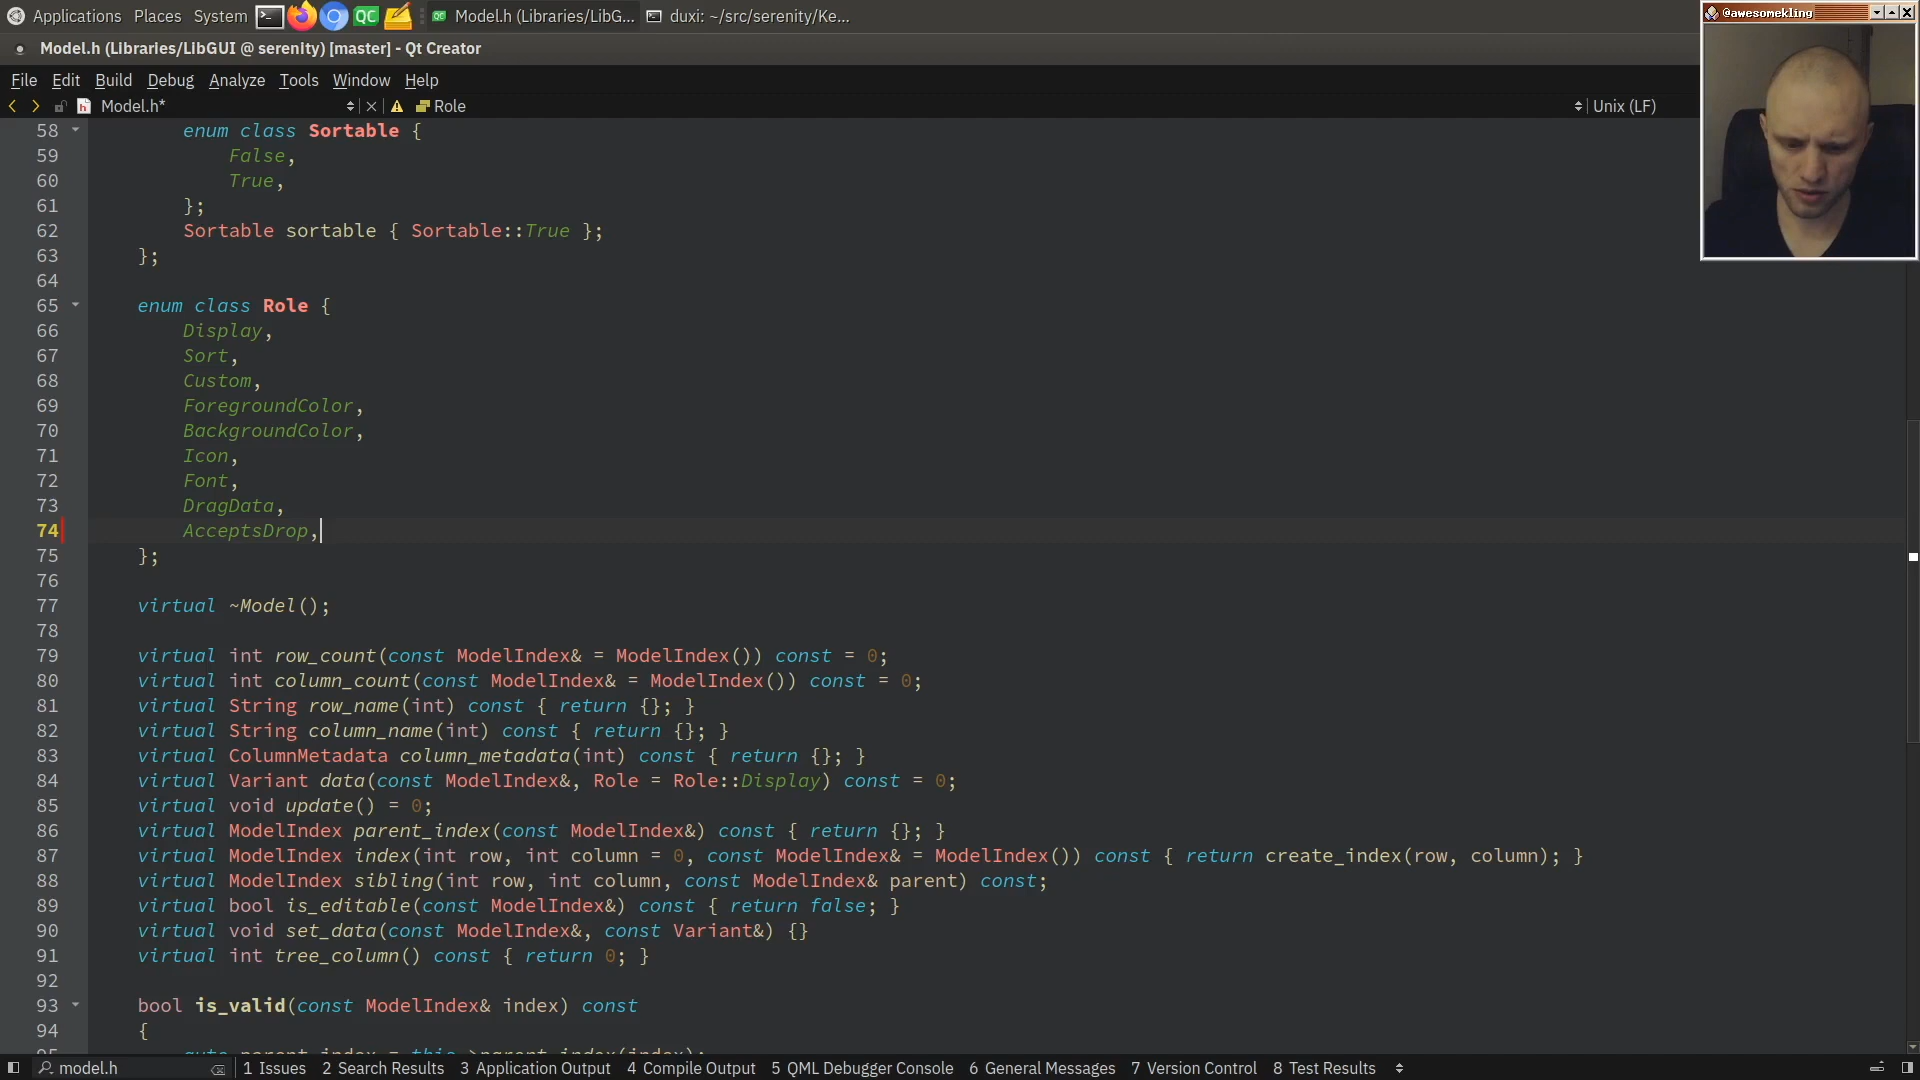 Applications Places System Model.h (Libraries/LibG... duxi: ~/src/serenity/Ke...
@awesomekling
Model.h (Libraries/LibGUI @ serenity) [master] - Qt Creator
File Edit Build Debug Analyze Tools Window Help
Model.h* Role Unix (LF)
58 enum class Sortable {
59 False,
60 True,
61 };
62 Sortable sortable { Sortable::True };
63 };
64
65 enum class Role {
66 Display,
67 Sort,
68 Custom,
69 ForegroundColor,
70 BackgroundColor,
71 Icon,
72 Font,
73 DragData,
74 AcceptsDrop,
75 };
76
77 virtual ~Model();
78
79 virtual int row_count(const ModelIndex& = ModelIndex()) const = 0;
80 virtual int column_count(const ModelIndex& = ModelIndex()) const = 0;
81 virtual String row_name(int) const { return {}; }
82 virtual String column_name(int) const { return {}; }
83 virtual ColumnMetadata column_metadata(int) const { return {}; }
84 virtual Variant data(const ModelIndex&, Role = Role::Display) const = 0;
85 virtual void update() = 0;
86 virtual ModelIndex parent_index(const ModelIndex&) const { return {}; }
87 virtual ModelIndex index(int row, int column = 0, const ModelIndex& = ModelIndex()) const { return create_index(row, column); }
88 virtual ModelIndex sibling(int row, int column, const ModelIndex& parent) const;
89 virtual bool is_editable(const ModelIndex&) const { return false; }
90 virtual void set_data(const ModelIndex&, const Variant&) {}
91 virtual int tree_column() const { return 0; }
92
93 bool is_valid(const ModelIndex& index) const
94 {
95 auto parent_index = this->parent_index(index);
model.h 1 Issues 2 Search Results 3 Application Output 4 Compile Output 5 QML Debugger Console 6 General Messages 7 Version Control 8 Test Results